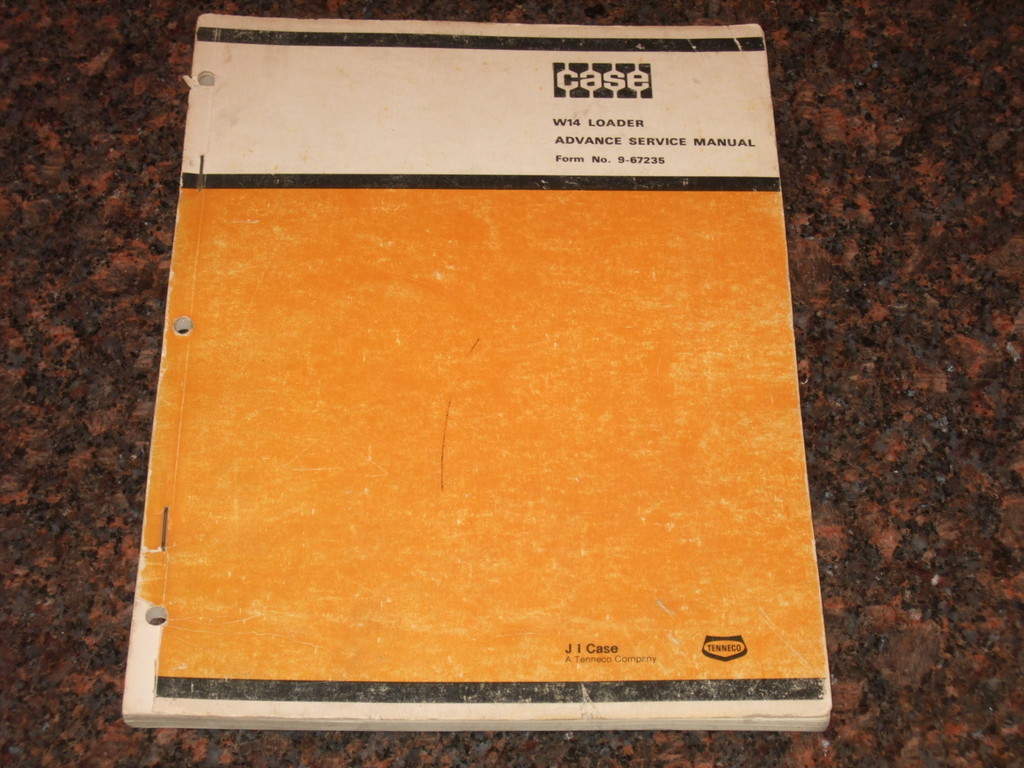 case
W14 LOADER
ADVANCE SERVICE MANUAL
Form No. 9-67235
J I Case
A Tenneco Company
TENNECO